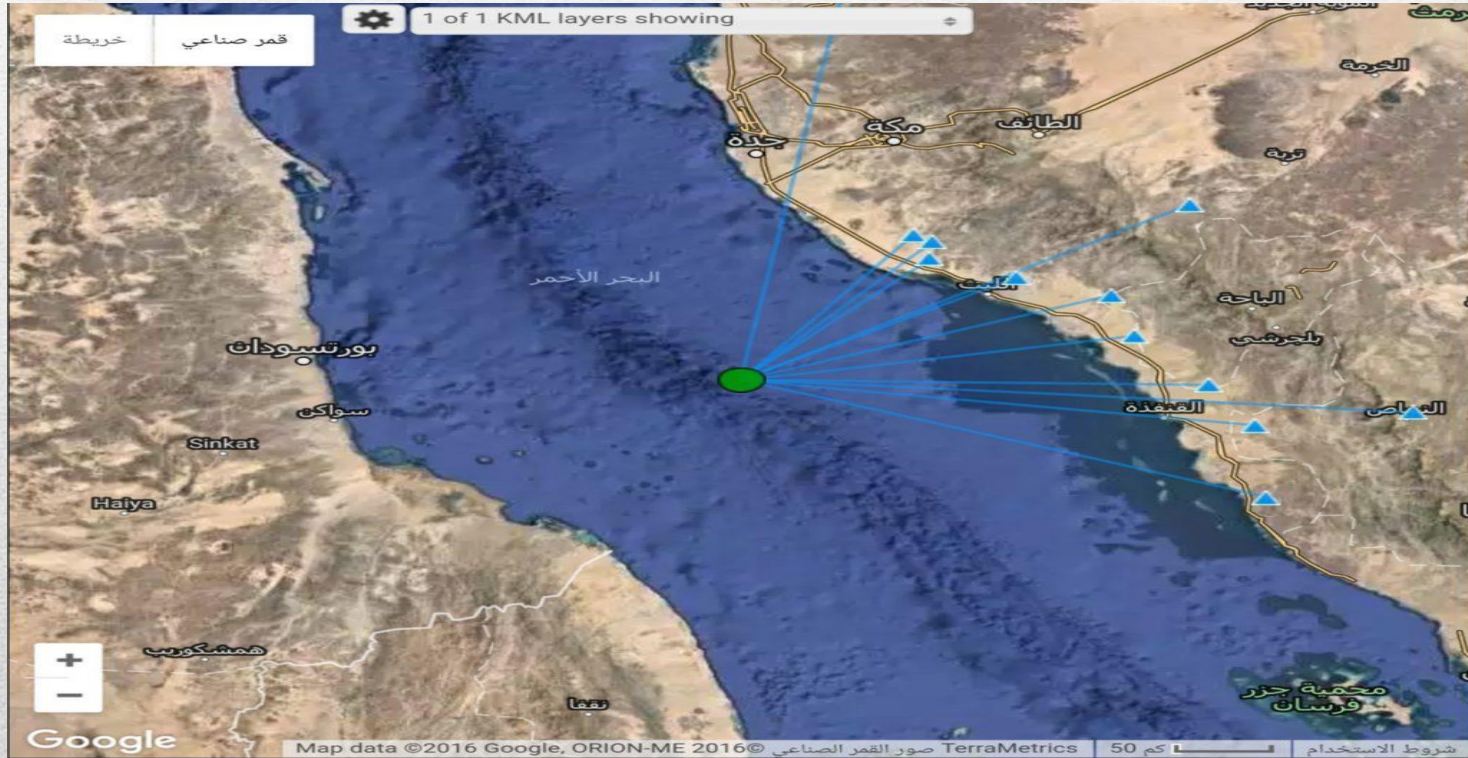 1 of 1 KML layers showing
خريطة
قمر صناعي
الخرمة
الطائف
مكة
جدة
تربة
البحر الأحمر
الليث
الباحة
بلجرشي
بورتسودان
سواكن
القنفذة
النماص
Sinkat
Haiya
همشكوريب
نقفا
محمية جزر
فرسان
+
−
Google
Map data ©2016 Google, ORION-ME 2016© صور القمر الصناعي TerraMetrics
50 كم
شروط الاستخدام